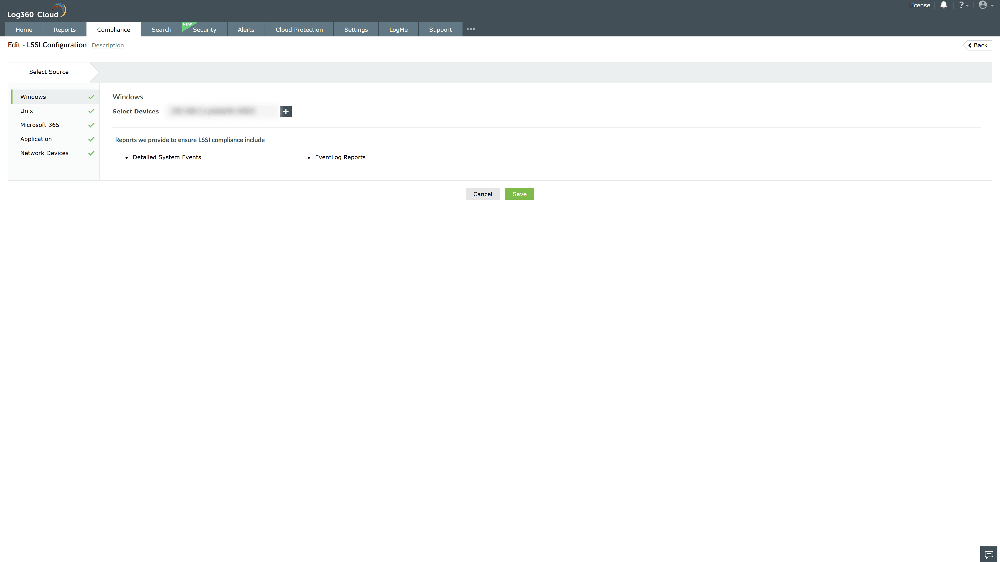 Log360 Cloud
License
?
Home
Reports
Compliance
Search
NEW
Security
Alerts
Cloud Protection
Settings
LogMe
Support
Edit - LSSI Configuration
Description
Back
Select Source
Windows
Unix
Microsoft 365
Application
Network Devices
Windows
Select Devices
Reports we provide to ensure LSSI compliance include
• Detailed System Events
• EventLog Reports
Cancel
Save